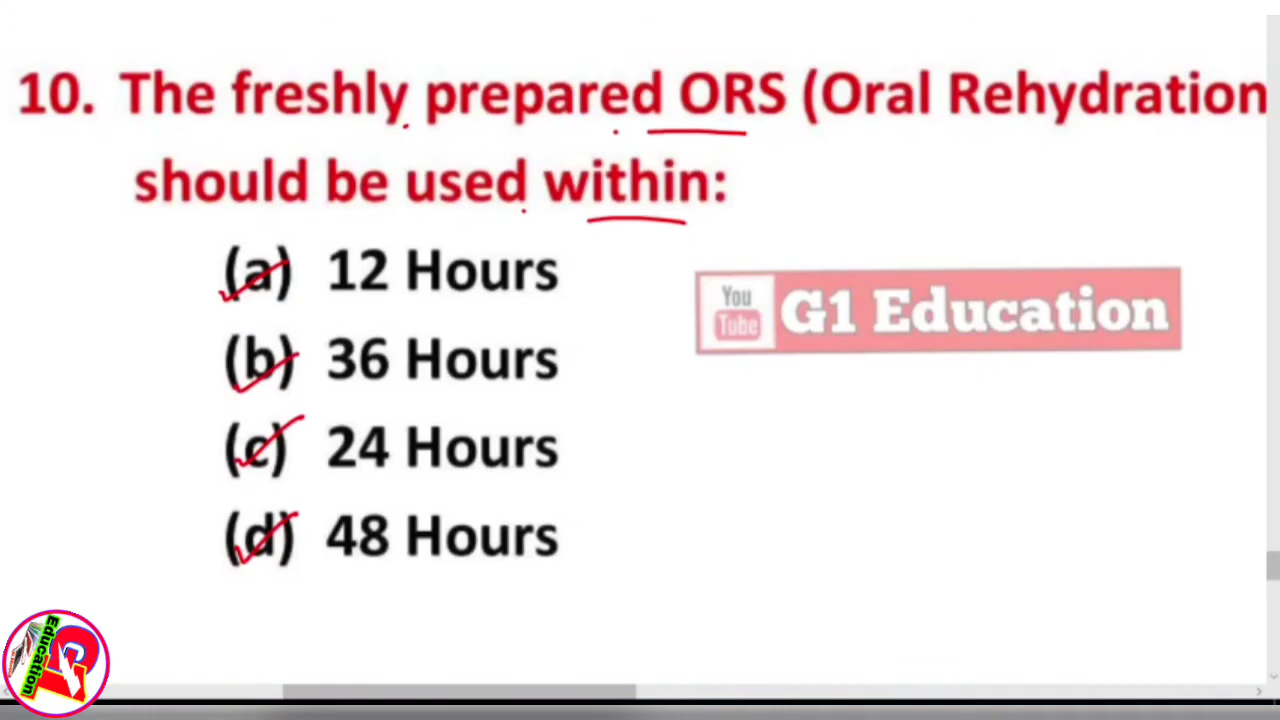 10. The freshly prepared ORS (Oral Rehydration
should be used within:
(a) 12 Hours
You
Tube
G1 Education
(b) 36 Hours
(c) 24 Hours
(d) 48 Hours
Education